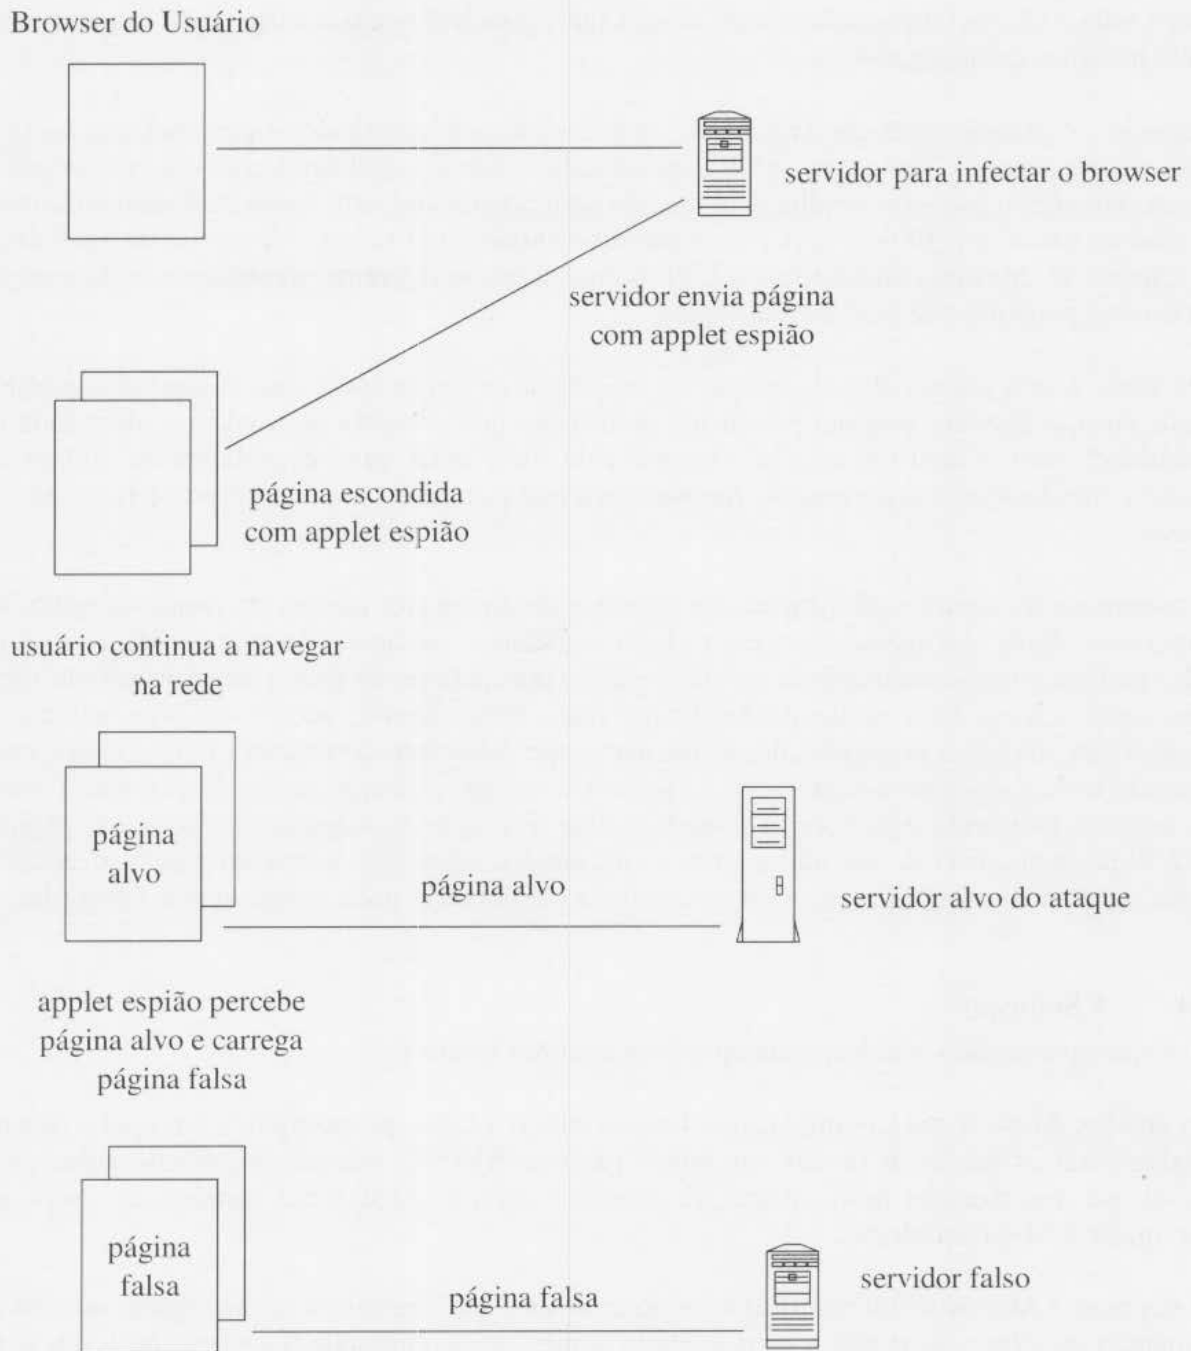 Browser do Usuário
servidor para infectar o browser
servidor envia página
com applet espião
página escondida
com applet espião
usuário continua a navegar
na rede
página
alvo
página alvo
servidor alvo do ataque
applet espião percebe
página alvo e carrega
página falsa
página
falsa
página falsa
servidor falso